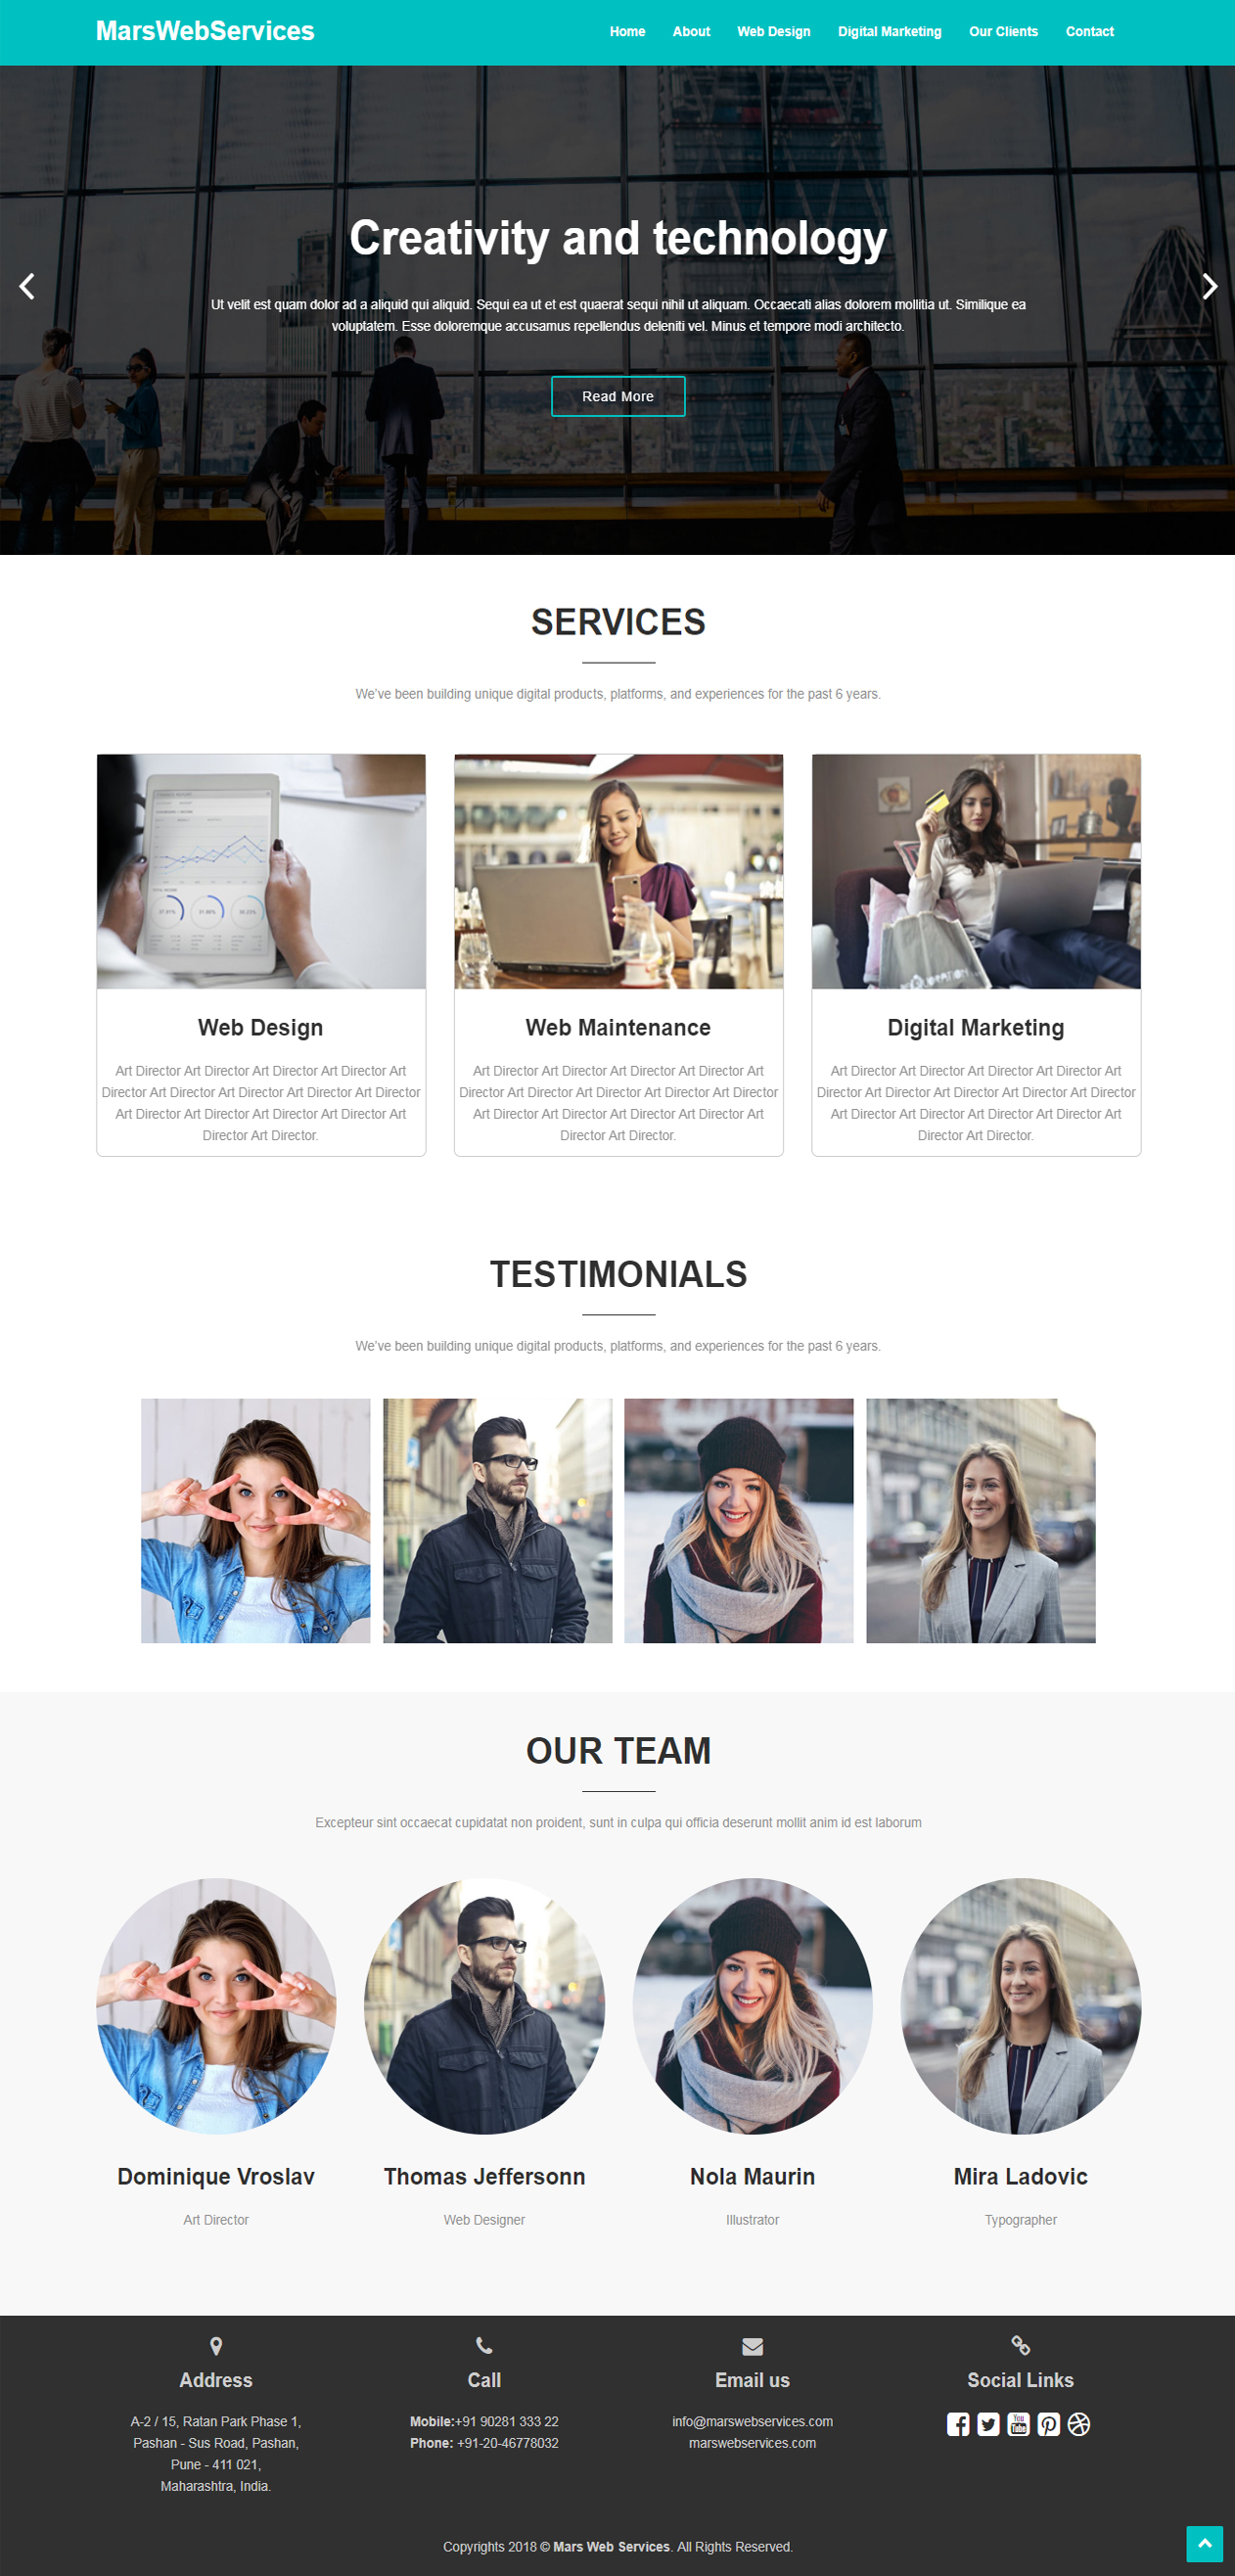 MarsWebServices
Home About Web Design Digital Marketing Our Clients Contact
Creativity and technology
Ut velit est quam dolor ad a aliquid qui aliquid. Sequi ea ut et est quaerat sequi nihil ut aliquam. Occaecati alias dolorem mollitia ut. Similique ea
voluptatem. Esse doloremque accusamus repellendus deleniti vel. Minus et tempore modi architecto.
Read More
SERVICES
We've been building unique digital products, platforms, and experiences for the past 6 years.
Web Design
Art Director Art Director Art Director Art Director Art
Director Art Director Art Director Art Director Art Director
Art Director Art Director Art Director Art Director Art
Director Art Director.
Web Maintenance
Art Director Art Director Art Director Art Director Art
Director Art Director Art Director Art Director Art Director
Art Director Art Director Art Director Art Director Art
Director Art Director.
Digital Marketing
Art Director Art Director Art Director Art Director Art
Director Art Director Art Director Art Director Art Director
Art Director Art Director Art Director Art Director Art
Director Art Director.
TESTIMONIALS
We've been building unique digital products, platforms, and experiences for the past 6 years.
OUR TEAM
Excepteur sint occaecat cupidatat non proident, sunt in culpa qui officia deserunt mollit anim id est laborum
Dominique Vroslav
Art Director
Thomas Jeffersonn
Web Designer
Nola Maurin
Illustrator
Mira Ladovic
Typographer
Address
A-2 / 15, Ratan Park Phase 1,
Pashan - Sus Road, Pashan,
Pune - 411 021,
Maharashtra, India.
Call
Mobile:+91 90281 333 22
Phone: +91-20-46778032
Email us
info@marswebservices.com
marswebservices.com
Social Links
You
Tube
Copyrights 2018 © Mars Web Services. All Rights Reserved.